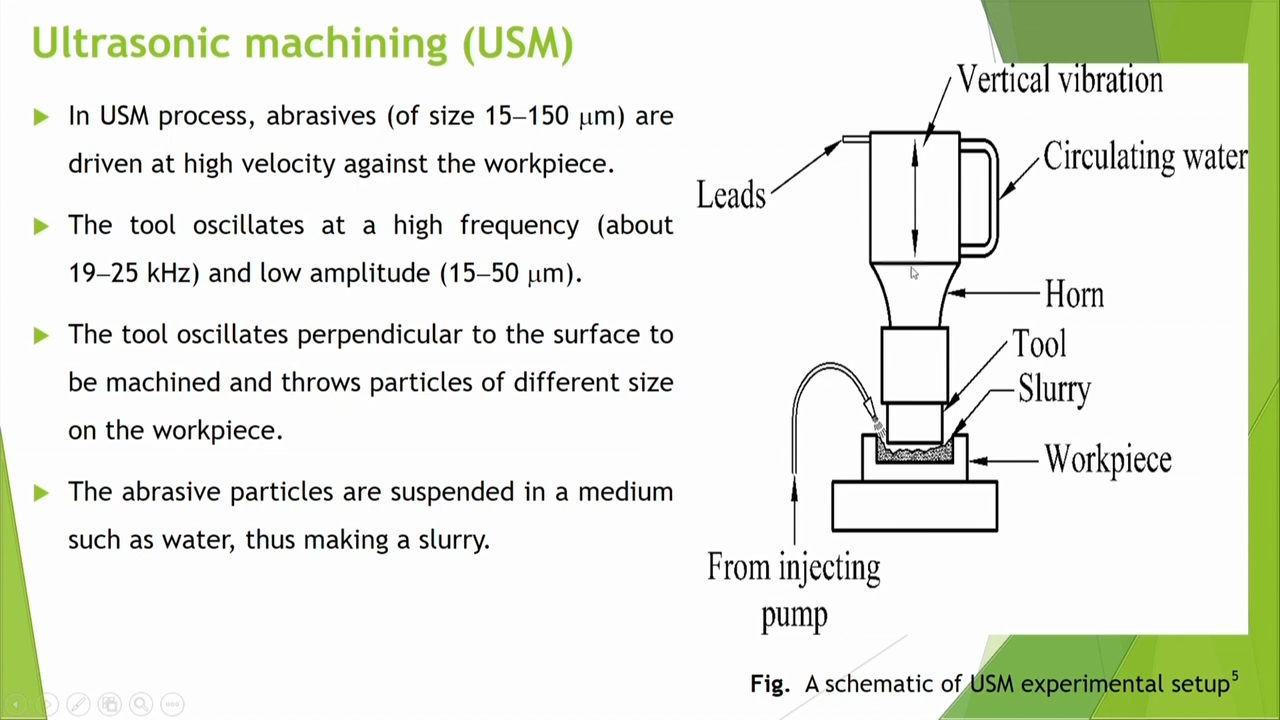 Ultrasonic machining (USM)
In USM process, abrasives (of size 15–150 μm) are
driven at high velocity against the workpiece.
The tool oscillates at a high frequency (about
19–25 kHz) and low amplitude (15–50 μm).
The tool oscillates perpendicular to the surface to
be machined and throws particles of different size
on the workpiece.
The abrasive particles are suspended in a medium
such as water, thus making a slurry.
Vertical vibration
Circulating water
Leads
Horn
Tool
Slurry
Workpiece
From injecting
pump
Fig. A schematic of USM experimental setup⁵